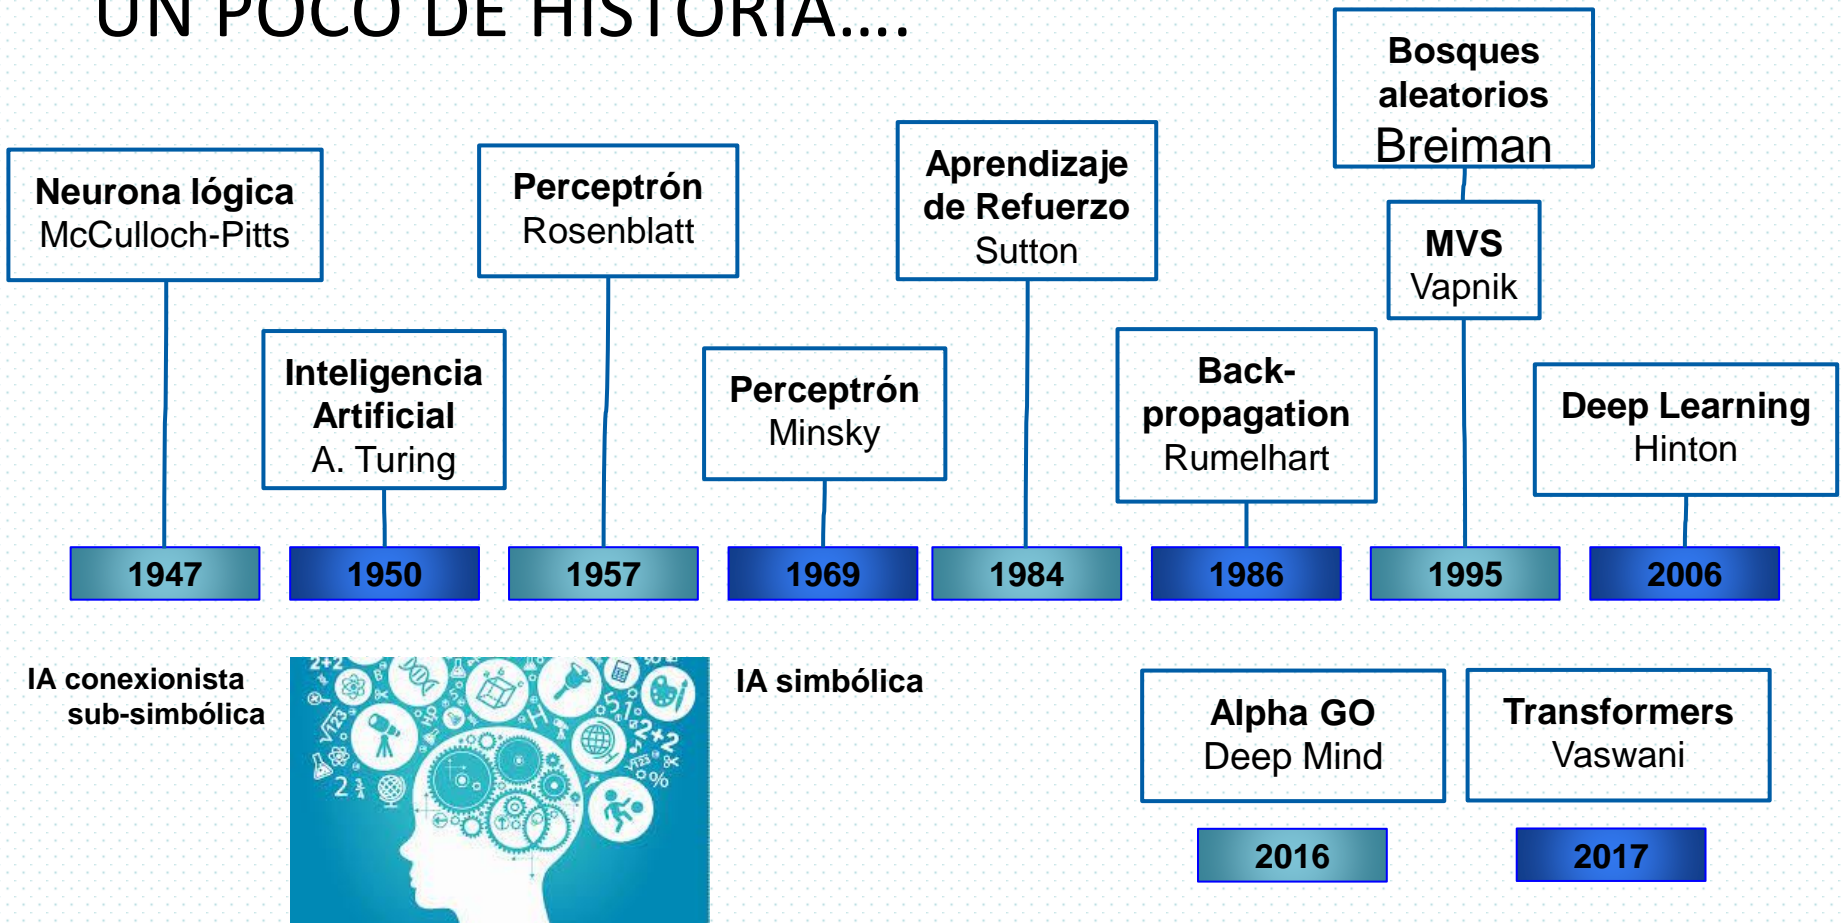 UN POCO DE HISTORIA....
Bosques
aleatorios
Breiman
Neurona lógica
McCulloch-Pitts
Perceptrón
Rosenblatt
Aprendizaje
de Refuerzo
Sutton
MVS
Vapnik
Inteligencia
Artificial
A. Turing
Perceptrón
Minsky
Back-
propagation
Rumelhart
Deep Learning
Hinton
1947
1950
1957
1969
1984
1986
1995
2006
IA conexionista
sub-simbólica
IA simbólica
Alpha GO
Deep Mind
Transformers
Vaswani
2016
2017